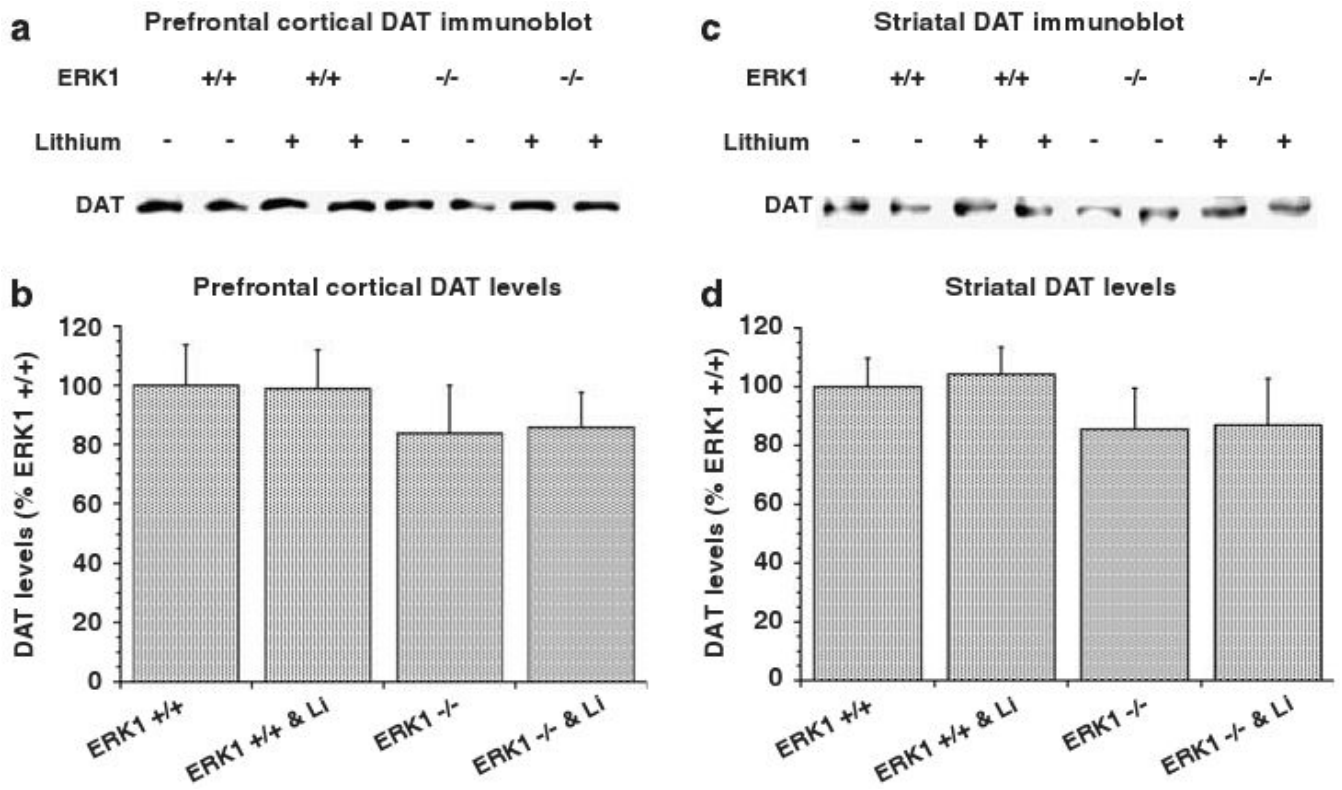 a Prefrontal cortical DAT immunoblot
ERK1 +/+ +/+ -/- -/-
Lithium - - + + - - + +
DAT
b Prefrontal cortical DAT levels
DAT levels (% ERK1 +/+)
120
100
80
60
40
20
0
ERK1 +/+
ERK1 +/+ & Li
ERK1 -/-
ERK1 -/- & Li
c Striatal DAT immunoblot
ERK1 +/+ +/+ -/- -/-
Lithium - - + + - - + +
DAT
d Striatal DAT levels
DAT levels (% ERK1 +/+)
120
100
80
60
40
20
0
ERK1 +/+
ERK1 +/+ & Li
ERK1 -/-
ERK1 -/- & Li